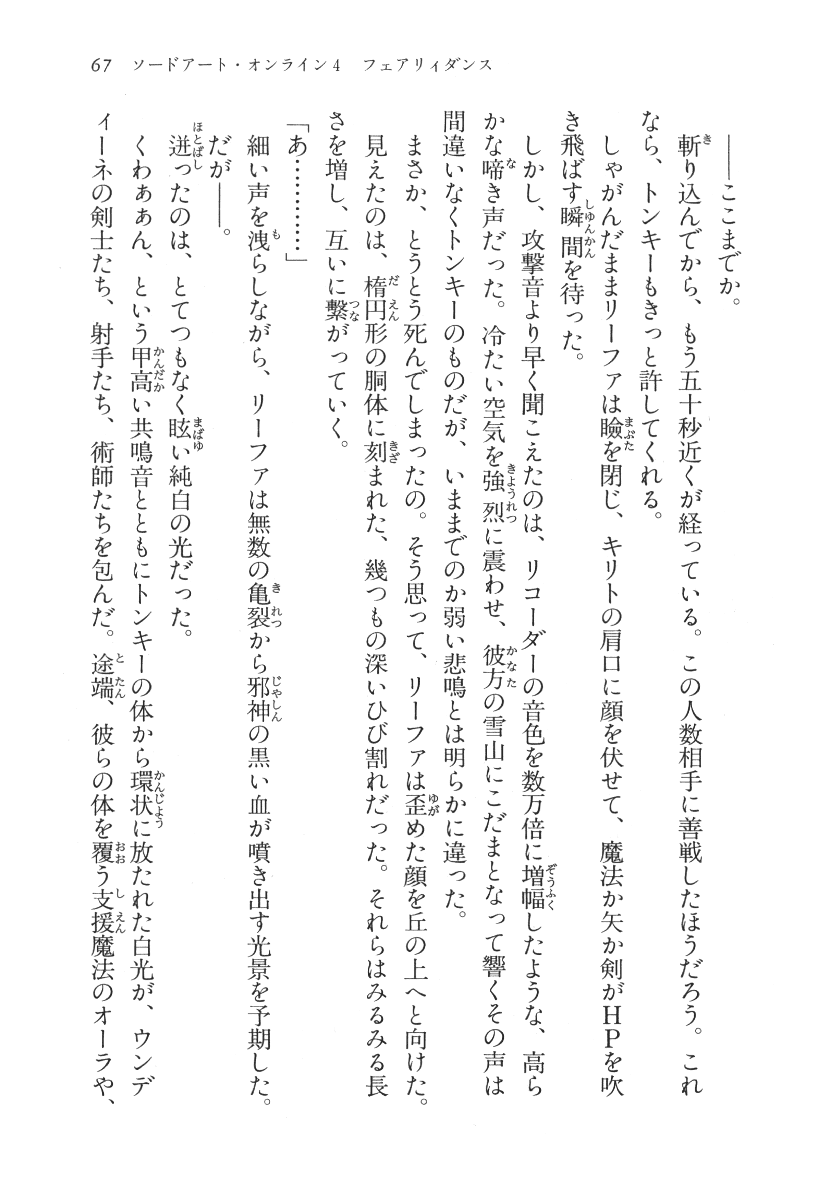 67　ソードアート・オンライン4　フェアリィダンス
――ここまでか。
斬り込んでから、もう五十秒近くが経っている。この人数相手に善戦したほうだろう。これ
なら、トンキーもきっと許してくれる。
しゃがんだままリーファは瞼を閉じ、キリトの肩口に顔を伏せて、魔法か矢か剣がHPを吹
き飛ばす瞬間を待った。
しかし、攻撃音より早く聞こえたのは、リコーダーの音色を数万倍に増幅したような、高ら
かな啼き声だった。冷たい空気を強烈に震わせ、彼方の雪山にこだまとなって響くその声は
間違いなくトンキーのものだが、いままでのか弱い悲鳴とは明らかに違った。
まさか、とうとう死んでしまったの。そう思って、リーファは歪めた顔を丘の上へと向けた。
見えたのは、楕円形の胴体に刻まれた、幾つもの深いひび割れだった。それらはみるみる長
さを増し、互いに繋がっていく。
「あ…………」
細い声を洩らしながら、リーファは無数の亀裂から邪神の黒い血が噴き出す光景を予期した。
だが――。
迸ったのは、とてつもなく眩い純白の光だった。
くわぁぁん、という甲高い共鳴音とともにトンキーの体から環状に放たれた白光が、ウンデ
ィーネの剣士たち、射手たち、術師たちを包んだ。途端、彼らの体を覆う支援魔法のオーラや、